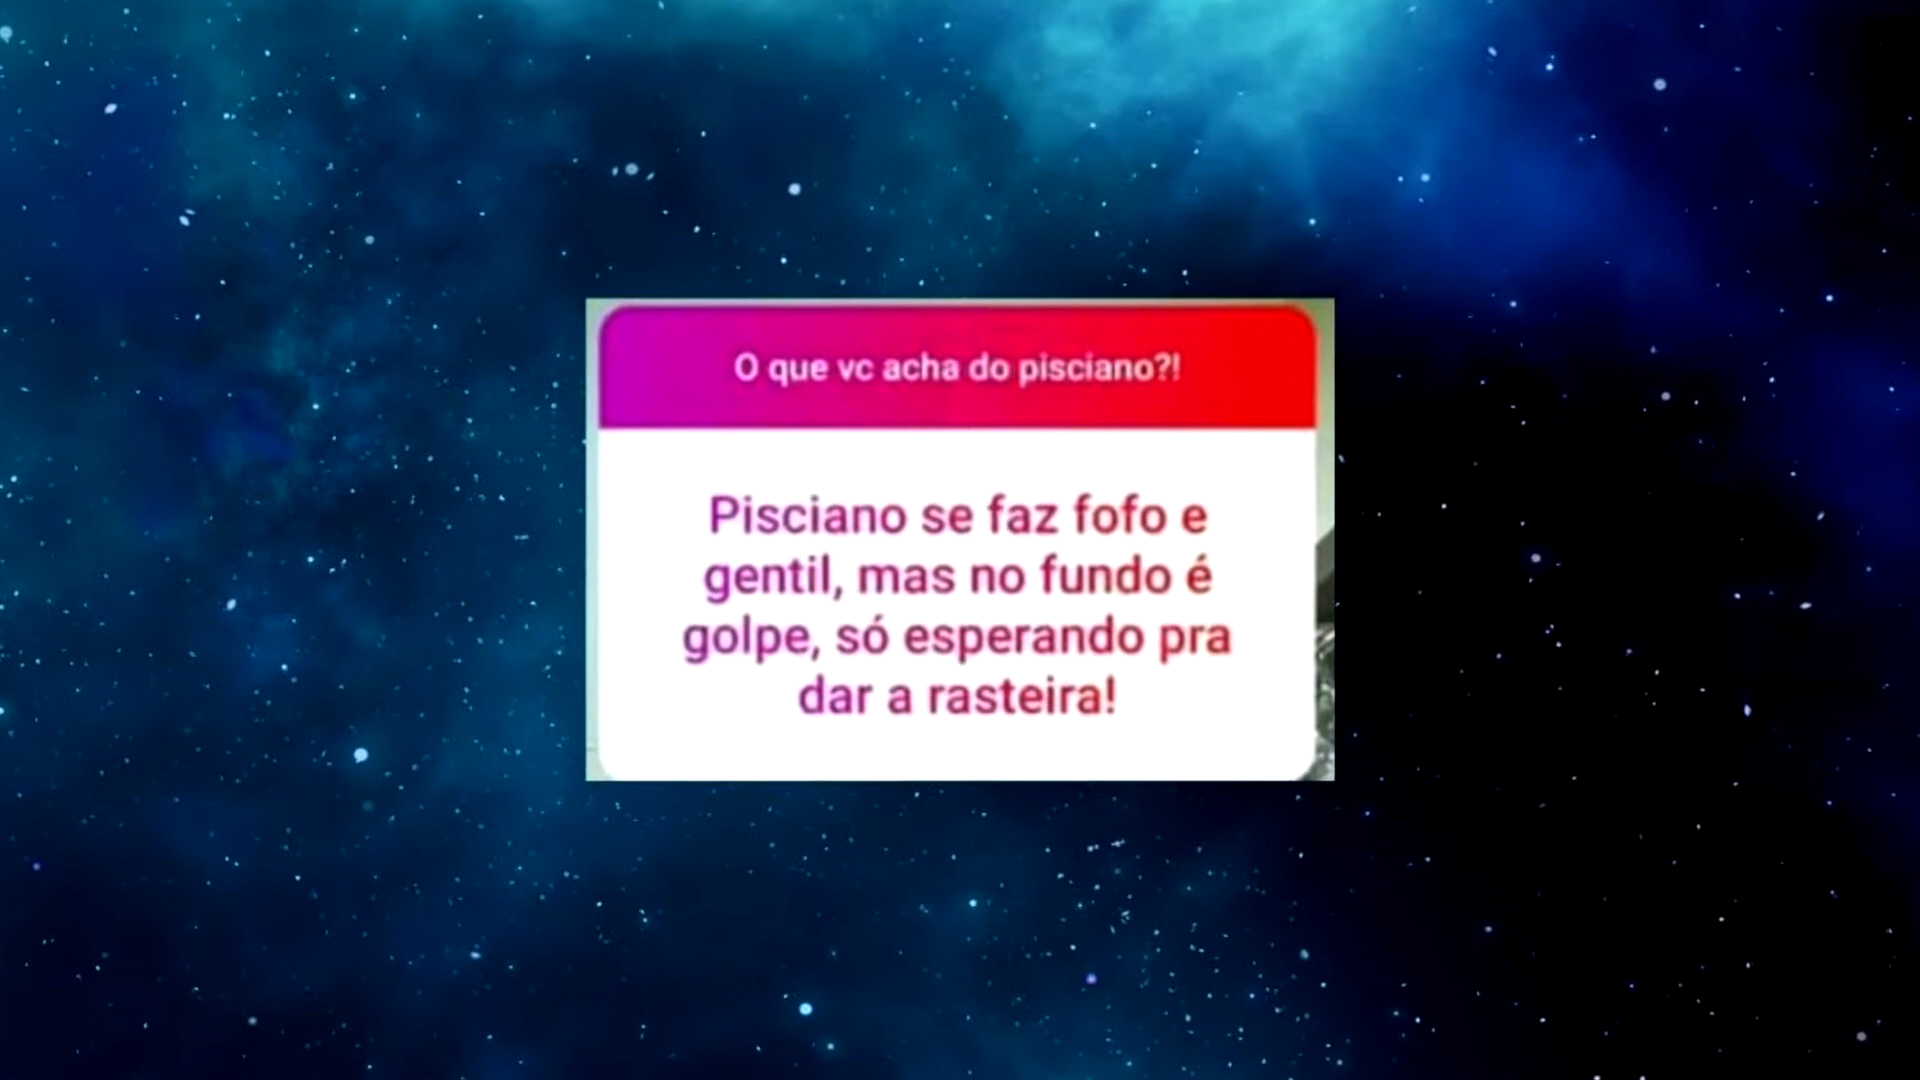 O que vc acha do pisciano?!
Pisciano se faz fofo e
gentil, mas no fundo é
golpe, só esperando pra
dar a rasteira!